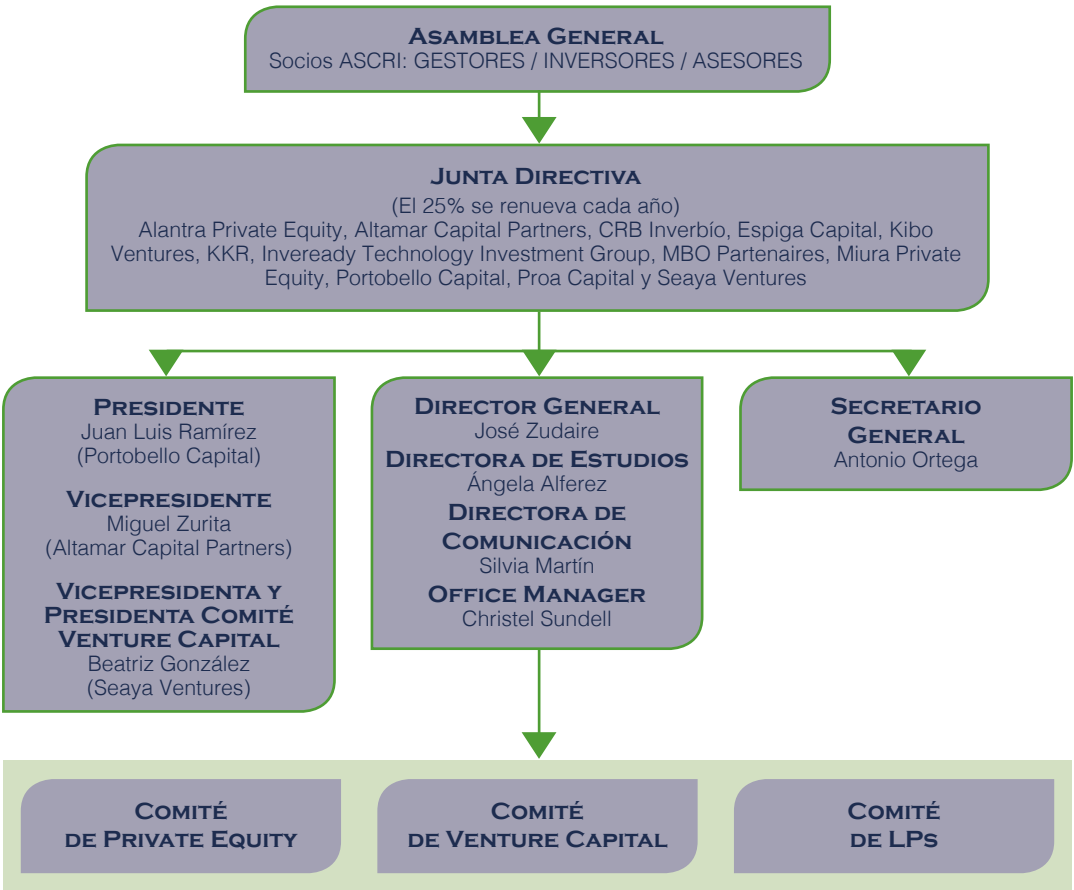 ASAMBLEA GENERAL
Socios ASCRI: GESTORES / INVERSORES / ASESORES
JUNTA DIRECTIVA
(El 25% se renueva cada año)
Alantra Private Equity, Altamar Capital Partners, CRB Inverbío, Espiga Capital, Kibo
Ventures, KKR, Inveready Technology Investment Group, MBO Partenaires, Miura Private
Equity, Portobello Capital, Proa Capital y Seaya Ventures
PRESIDENTE
Juan Luis Ramírez
(Portobello Capital)
VICEPRESIDENTE
Miguel Zurita
(Altamar Capital Partners)
VICEPRESIDENTA Y
PRESIDENTA COMITÉ
VENTURE CAPITAL
Beatriz González
(Seaya Ventures)
DIRECTOR GENERAL
José Zudaire
DIRECTORA DE ESTUDIOS
Ángela Alferez
DIRECTORA DE
COMUNICACIÓN
Silvia Martín
OFFICE MANAGER
Christel Sundell
SECRETARIO
GENERAL
Antonio Ortega
COMITÉ
DE PRIVATE EQUITY
COMITÉ
DE VENTURE CAPITAL
COMITÉ
DE LPS